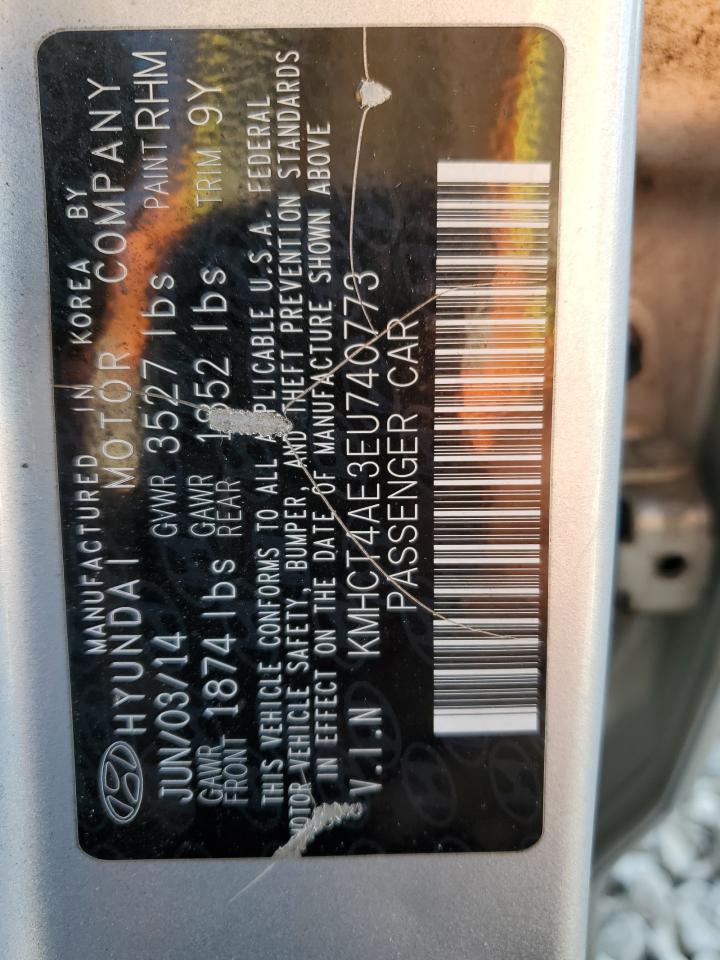 MANUFACTURED IN KOREA BY
HYUNDAI MOTOR COMPANY
JUN/03/14 GVWR 3527 lbs PAINT RHM
GAWR FRONT 1874 lbs GAWR REAR 1852 lbs TRIM 9Y
THIS VEHICLE CONFORMS TO ALL APPLICABLE U.S.A. FEDERAL
MOTOR VEHICLE SAFETY, BUMPER, AND THEFT PREVENTION STANDARDS
IN EFFECT ON THE DATE OF MANUFACTURE SHOWN ABOVE
V.I.N KMHCT4AE3EU740773
PASSENGER CAR